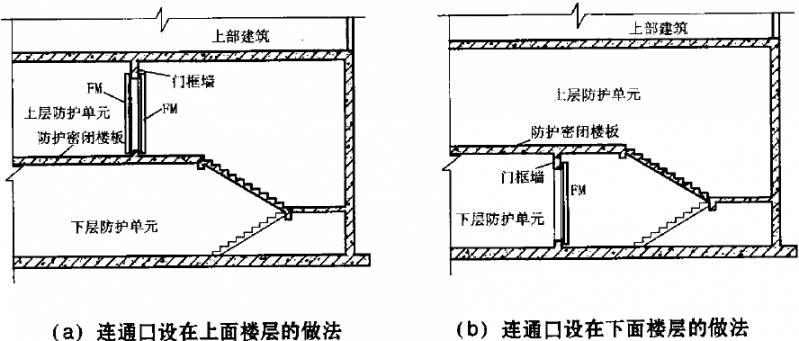 上部建筑
FM
门框墙
上层防护单元
FM
防护密闭楼板
下层防护单元
(a) 连通口设在上面楼层的做法
上部建筑
上层防护单元
防护密闭楼板
门框墙
FM
下层防护单元
(b) 连通口设在下面楼层的做法